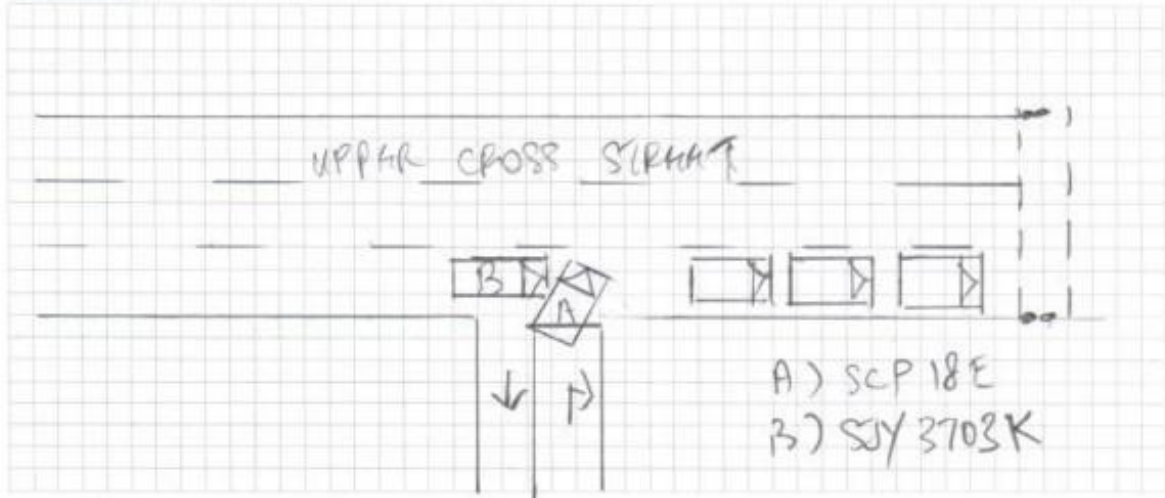 UPPER CROSS STREET
B
A
A) SCP 18E
B) SJY 3703K